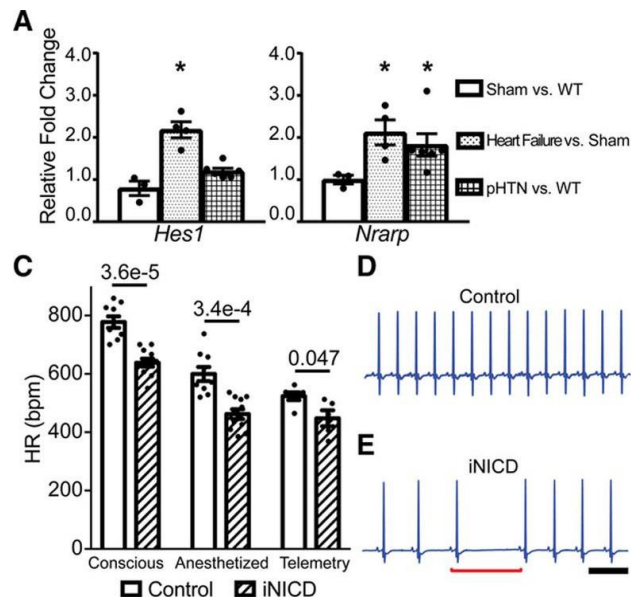 A
Relative Fold Change
4.0
3.0
2.0
1.0
0.0
*
Hes1
4.0
3.0
2.0
1.0
0.0
* *
Nrarp
Sham vs. WT
Heart Failure vs. Sham
pHTN vs. WT
C
HR (bpm)
800
600
400
200
0
3.6e-5
3.4e-4
0.047
Conscious Anesthetized Telemetry
Control iNICD
D
Control
E
iNICD